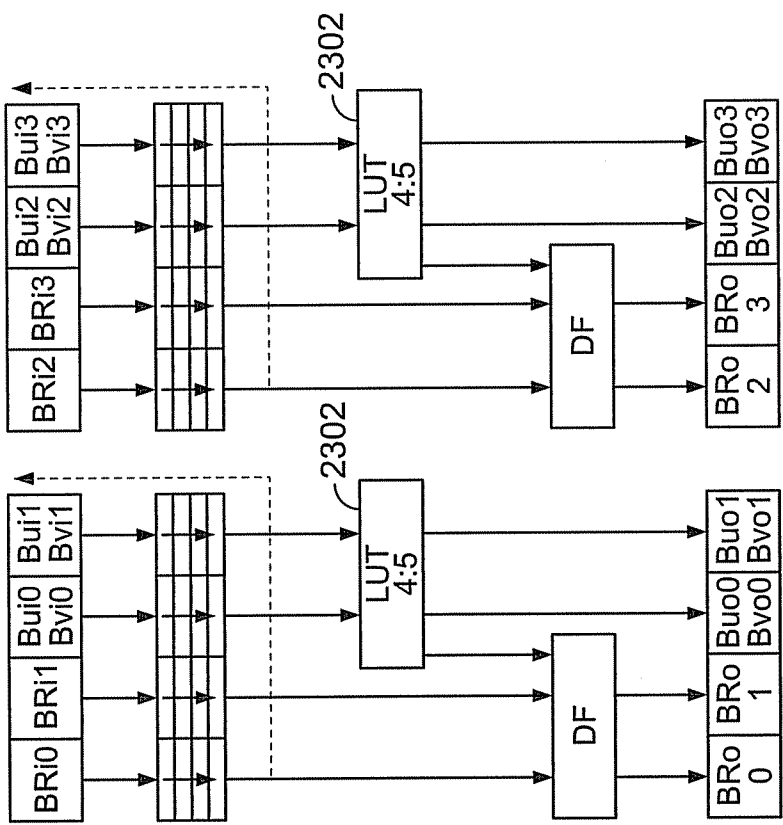 BRi0
BRi1
Bui0
Bvi0
Bui1
Bvi1
BRi2
BRi3
Bui2
Bvi2
Bui3
Bvi3
2302
LUT
4:5
DF
2302
LUT
4:5
DF
BRo
0
BRo
1
Buo0
Bvo0
Buo1
Bvo1
BRo
2
BRo
3
Buo2
Bvo2
Buo3
Bvo3